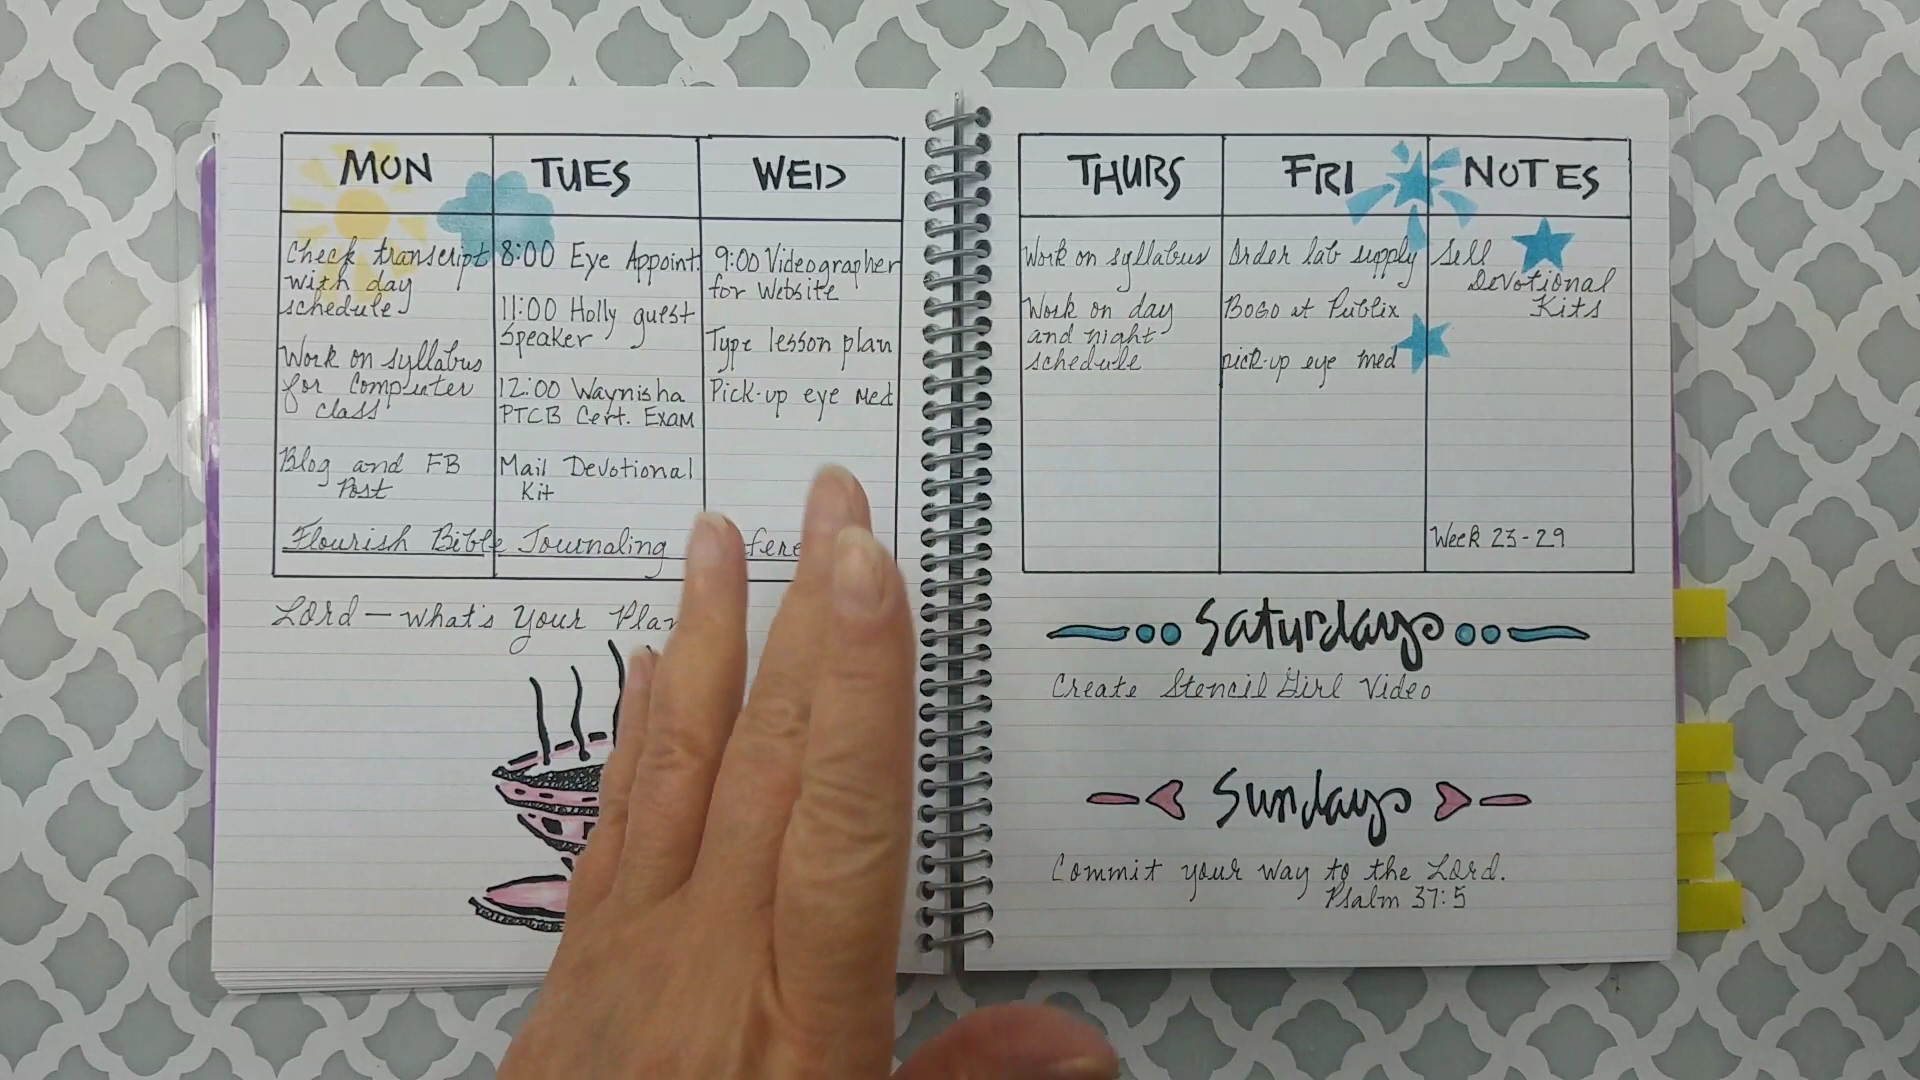 MON
Check transcript
with day
schedule
Work on syllabus
for Computer
class
Blog and FB
Post
TUES
8:00 Eye Appoint.
11:00 Holly guest
Speaker
12:00 Waynisha
PTCB Cert. Exam
Mail Devotional
Kit
WED
9:00 Videographer
for Website
Type lesson plan
Pick-up eye med
Flourish Bible Journaling
Lord — What's Your
THURS
Work on syllabus
Work on day
and night
schedule
FRI
Order lab supply
BOGO at Publix
pick-up eye med
NOTES
Sell
Devotional
Kits
Week 23-29
Saturdays
Create Stencil Girl Video
Sundays
Commit your way to the Lord.
Psalm 37:5